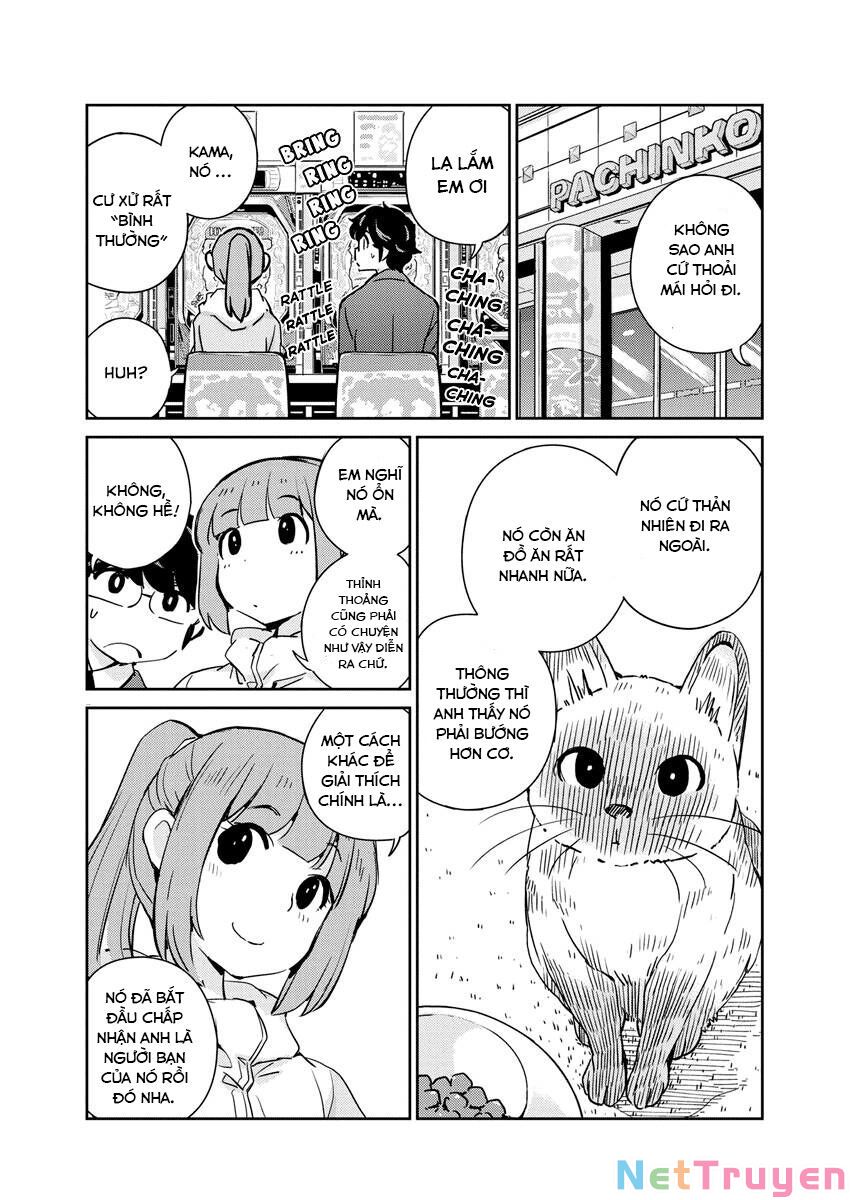 PACHINKO
KHÔNG
SAO ANH
CỨ THOẢI
MÁI HỎI ĐI.
LẠ LẮM
EM ƠI
BRING
RING
RING
RING
KAMA,
NÓ ...
CƯ XỬ RẤT
"BÌNH
THƯỜNG"
RATTLE
RATTLE
RATTLE
CHA-
CHING
CHA-
CHING
CHA-
CHING
HUH?
NÓ CỨ THẢN
NHIÊN ĐI RA
NGOÀI.
NÓ CÒN ĂN
ĐỒ ĂN RẤT
NHANH NỮA.
THÔNG
THƯỜNG THÌ
ANH THẤY NÓ
PHẢI BƯỚNG
HƠN CƠ.
EM NGHĨ
NÓ ỔN
MÀ.
THỈNH
THOẢNG
CŨNG PHẢI
CÓ CHUYỆN
NHƯ VẬY DIỄN
RA CHỨ.
KHÔNG,
KHÔNG HỀ!
MỘT CÁCH
KHÁC ĐỂ
GIẢI THÍCH
CHÍNH LÀ...
NÓ ĐÃ BẮT
ĐẦU CHẤP
NHẬN ANH LÀ
NGƯỜI BẠN
CỦA NÓ RỒI
ĐÓ NHA.
NetTruyen